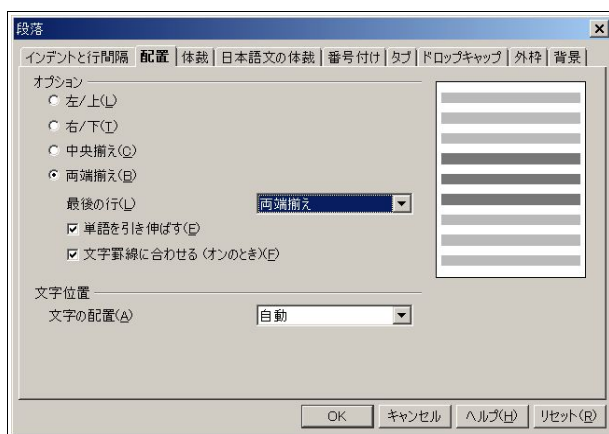 段落
インデントと行間隔 配置 体裁 日本語文の体裁 番号付け タブ ドロップキャップ 外枠 背景
オプション
左/上(L)
右/下(T)
中央揃え(C)
両端揃え(B)
最後の行(L) 両端揃え
単語を引き伸ばす(E)
文字罫線に合わせる (オンのとき)(F)
文字位置
文字の配置(A) 自動
OK キャンセル ヘルプ(H) リセット(R)